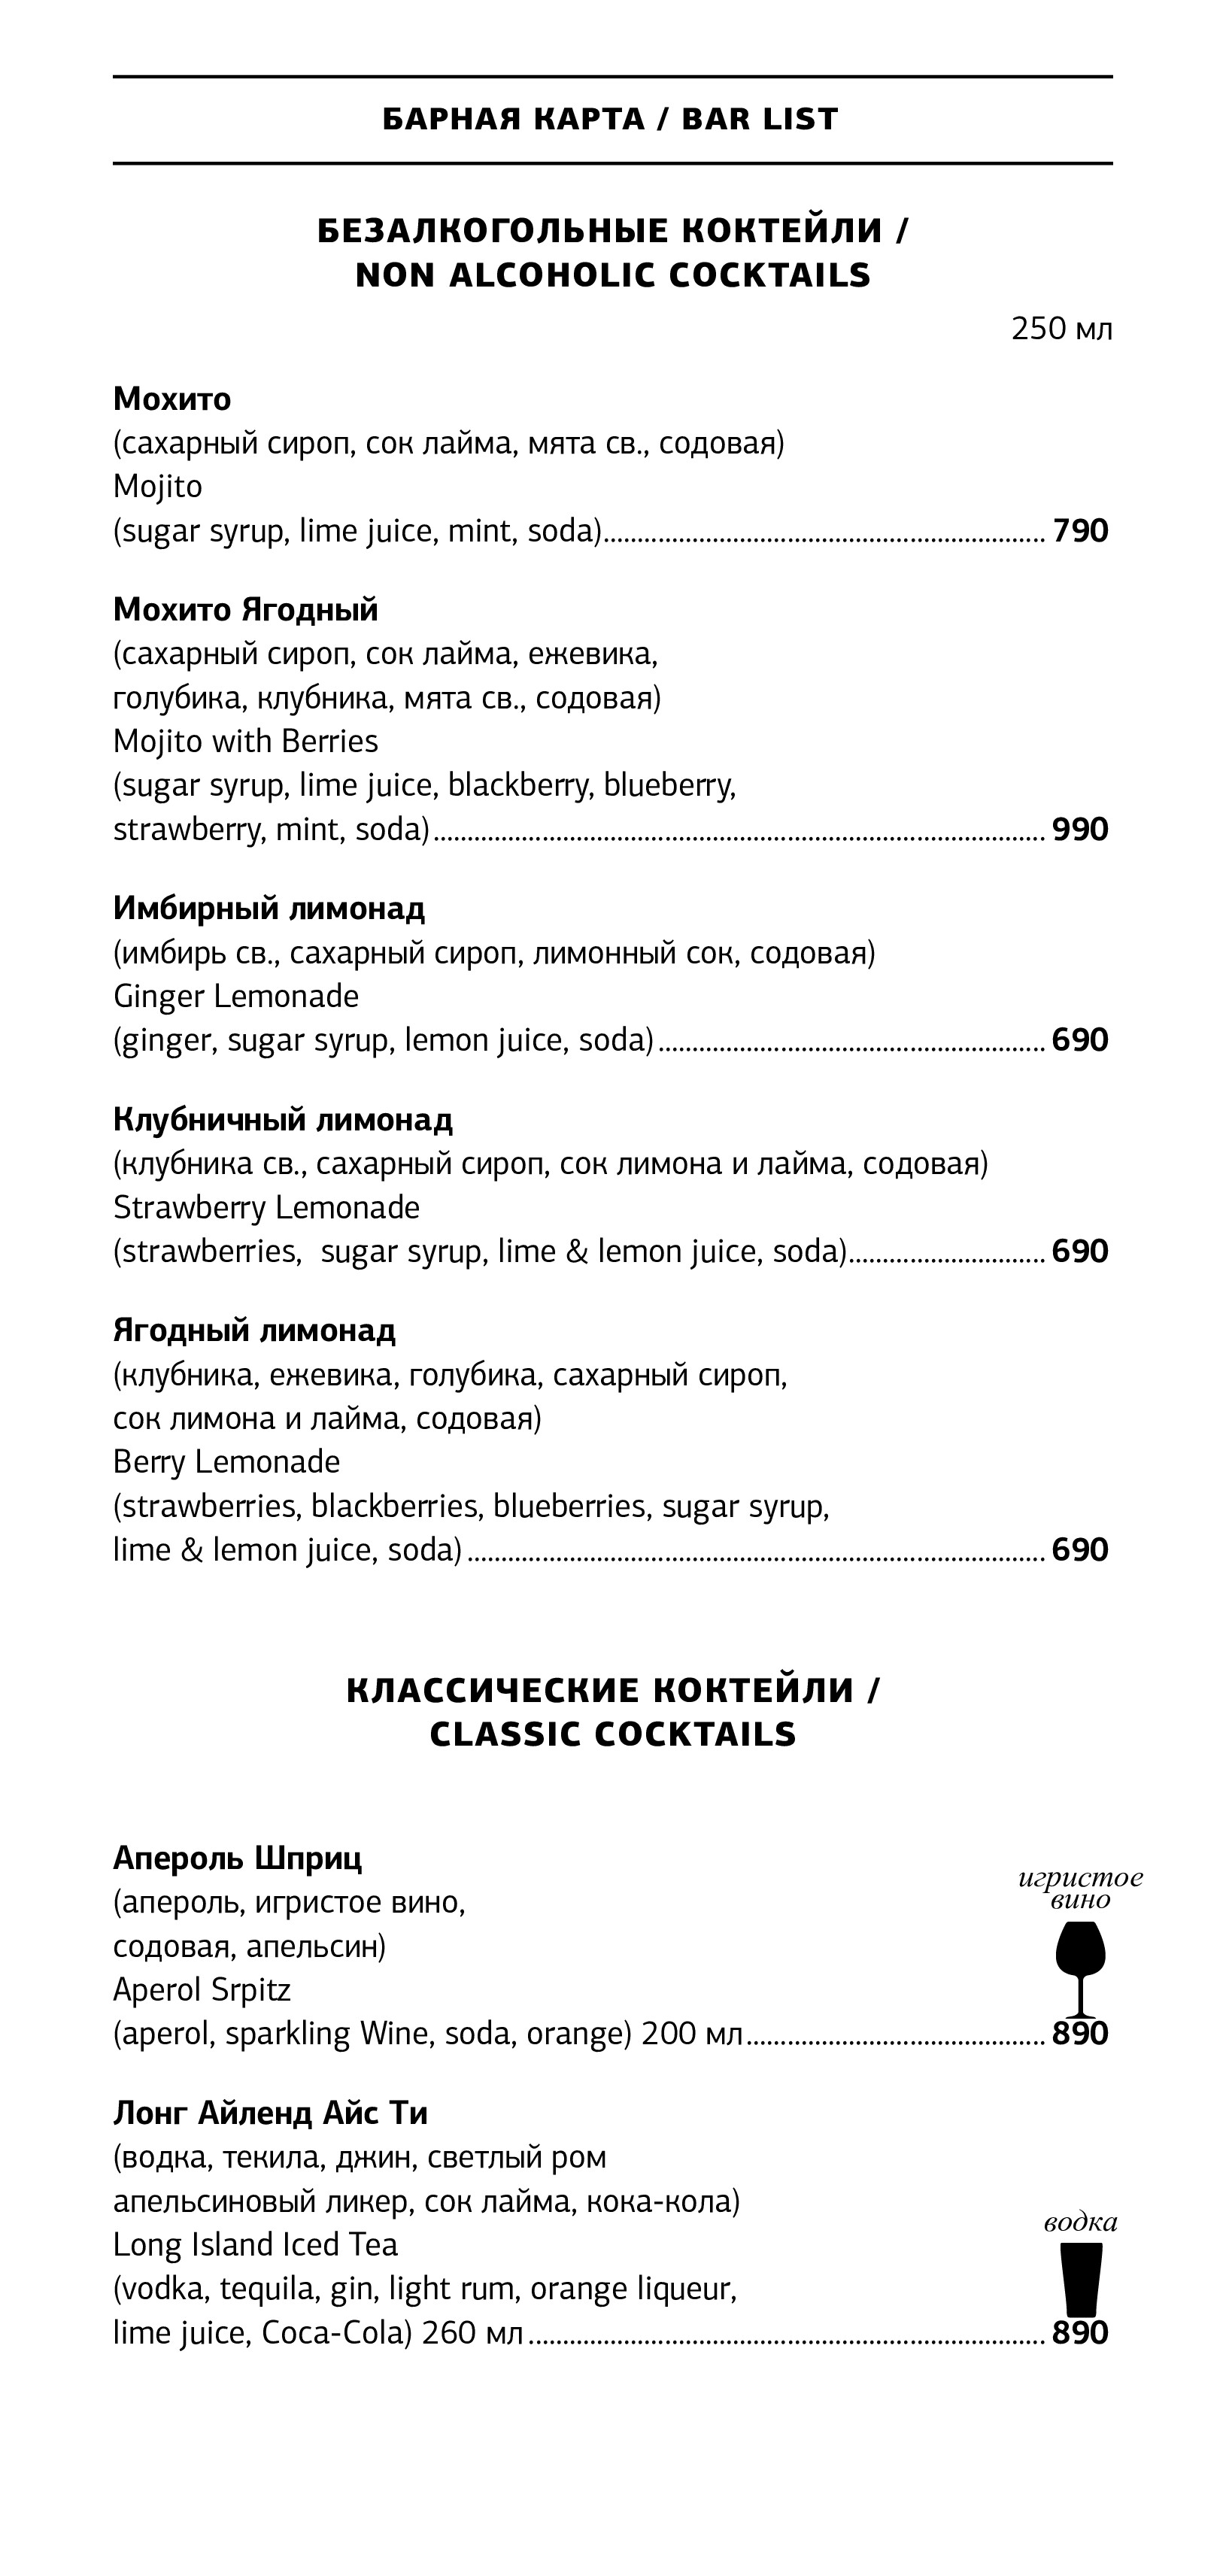 БАРНАЯ КАРТА / BAR LIST
БЕЗАЛКОГОЛЬНЫЕ КОКТЕЙЛИ /
NON ALCOHOLIC COCKTAILS
250 мл
Мохито
(сахарный сироп, сок лайма, мята св., содовая)
Mojito
(sugar syrup, lime juice, mint, soda)..................................................... 790
Мохито Ягодный
(сахарный сироп, сок лайма, ежевика,
голубика, клубника, мята св., содовая)
Mojito with Berries
(sugar syrup, lime juice, blackberry, blueberry,
strawberry, mint, soda)......................................................................... 990
Имбирный лимонад
(имбирь св., сахарный сироп, лимонный сок, содовая)
Ginger Lemonade
(ginger, sugar syrup, lemon juice, soda).............................................. 690
Клубничный лимонад
(клубника св., сахарный сироп, сок лимона и лайма, содовая)
Strawberry Lemonade
(strawberries,  sugar syrup, lime & lemon juice, soda)....................... 690
Ягодный лимонад
(клубника, ежевика, голубика, сахарный сироп,
сок лимона и лайма, содовая)
Berry Lemonade
(strawberries, blackberries, blueberries, sugar syrup,
lime & lemon juice, soda)..................................................................... 690
КЛАССИЧЕСКИЕ КОКТЕЙЛИ /
CLASSIC COCKTAILS
Апероль Шприц
игристое
вино
(апероль, игристое вино,
содовая, апельсин)
Aperol Srpitz
(aperol, sparkling Wine, soda, orange) 200 мл.................................... 890
Лонг Айленд Айс Ти
(водка, текила, джин, светлый ром
апельсиновый ликер, сок лайма, кока-кола)
водка
Long Island Iced Tea
(vodka, tequila, gin, light rum, orange liqueur,
lime juice, Coca-Cola) 260 мл.............................................................. 890